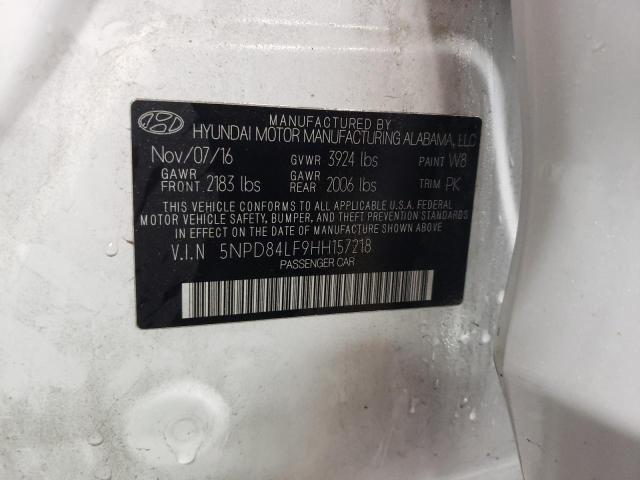 MANUFACTURED BY
HYUNDAI MOTOR MANUFACTURING ALABAMA, LLC
Nov/07/16 GVWR 3924 lbs PAINT W8
GAWR FRONT 2183 lbs GAWR REAR 2006 lbs TRIM PK
THIS VEHICLE CONFORMS TO ALL APPLICABLE U.S.A. FEDERAL
MOTOR VEHICLE SAFETY, BUMPER, AND THEFT PREVENTION STANDARDS
IN EFFECT ON THE DATE OF MANUFACTURE SHOWN ABOVE.
V.I.N 5NPD84LF9HH157218
PASSENGER CAR